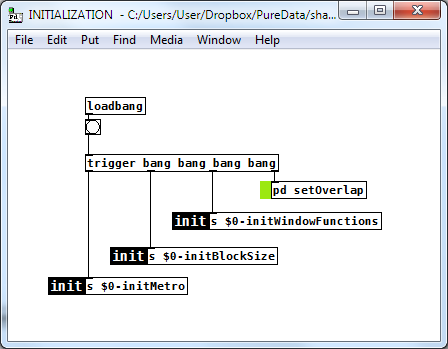 INITIALIZATION - C:/Users/User/Dropbox/PureData/sha...
File Edit Put Find Media Window Help
loadbang
trigger bang bang bang bang
pd setOverlap
init s $0-initWindowFunctions
init s $0-initBlockSize
init s $0-initMetro